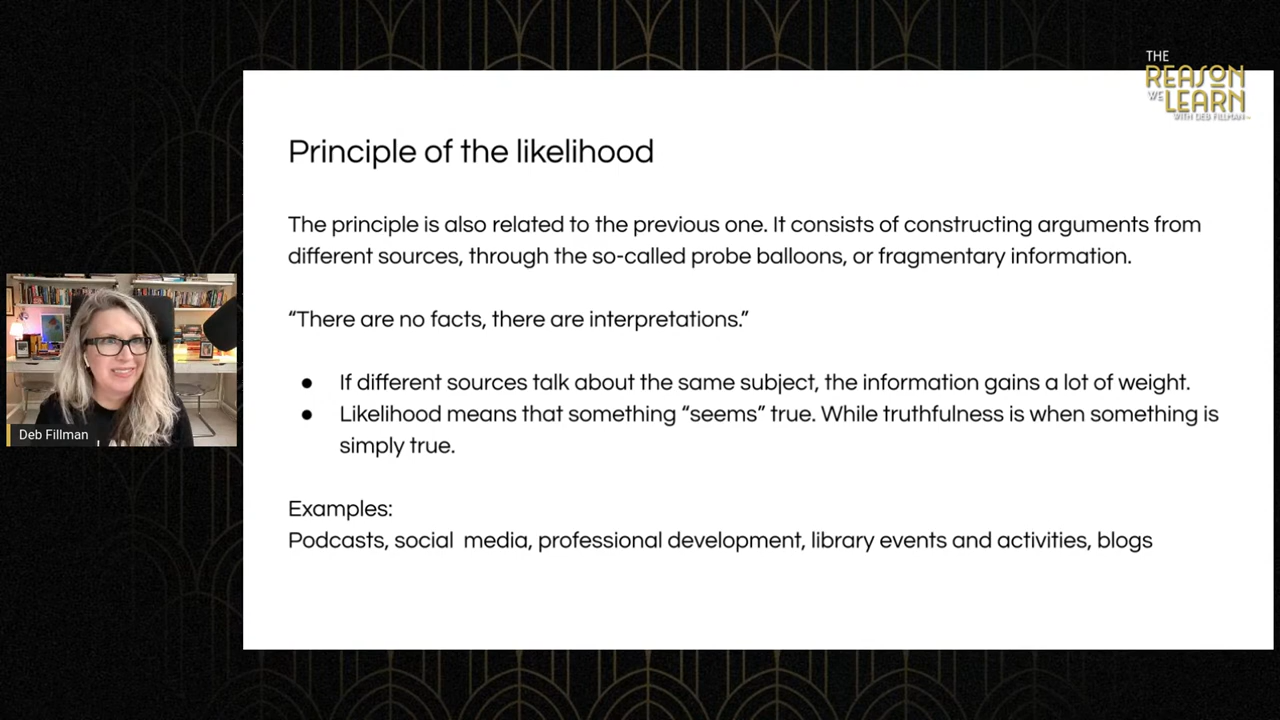 THE
REASON
WE LEARN
WITH DEB FILLMAN
Principle of the likelihood
The principle is also related to the previous one. It consists of constructing arguments from
different sources, through the so-called probe balloons, or fragmentary information.
“There are no facts, there are interpretations.”
● If different sources talk about the same subject, the information gains a lot of weight.
● Likelihood means that something “seems” true. While truthfulness is when something is
simply true.
Examples:
Podcasts, social  media, professional development, library events and activities, blogs
Deb Fillman